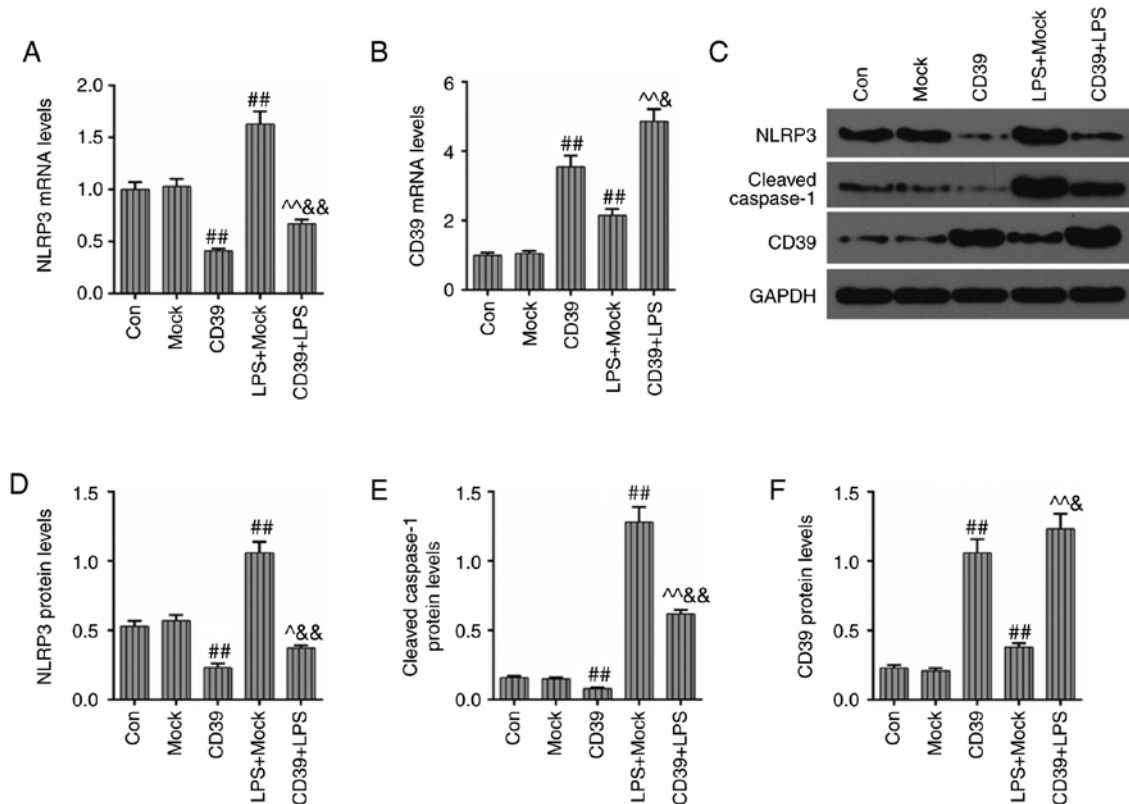 A
NLRP3 mRNA levels
2.0
1.5
1.0
0.5
0.0
##
##
^^&&
Con
Mock
CD39
LPS+Mock
CD39+LPS
B
CD39 mRNA levels
6
4
2
0
##
##
^^&
Con
Mock
CD39
LPS+Mock
CD39+LPS
C
Con
Mock
CD39
LPS+Mock
CD39+LPS
NLRP3
Cleaved
caspase-1
CD39
GAPDH
D
NLRP3 protein levels
1.5
1.0
0.5
0.0
##
##
^&&
Con
Mock
CD39
LPS+Mock
CD39+LPS
E
Cleaved caspase-1
protein levels
1.5
1.0
0.5
0.0
##
##
^^&&
Con
Mock
CD39
LPS+Mock
CD39+LPS
F
CD39 protein levels
1.5
1.0
0.5
0.0
##
##
^^&
Con
Mock
CD39
LPS+Mock
CD39+LPS